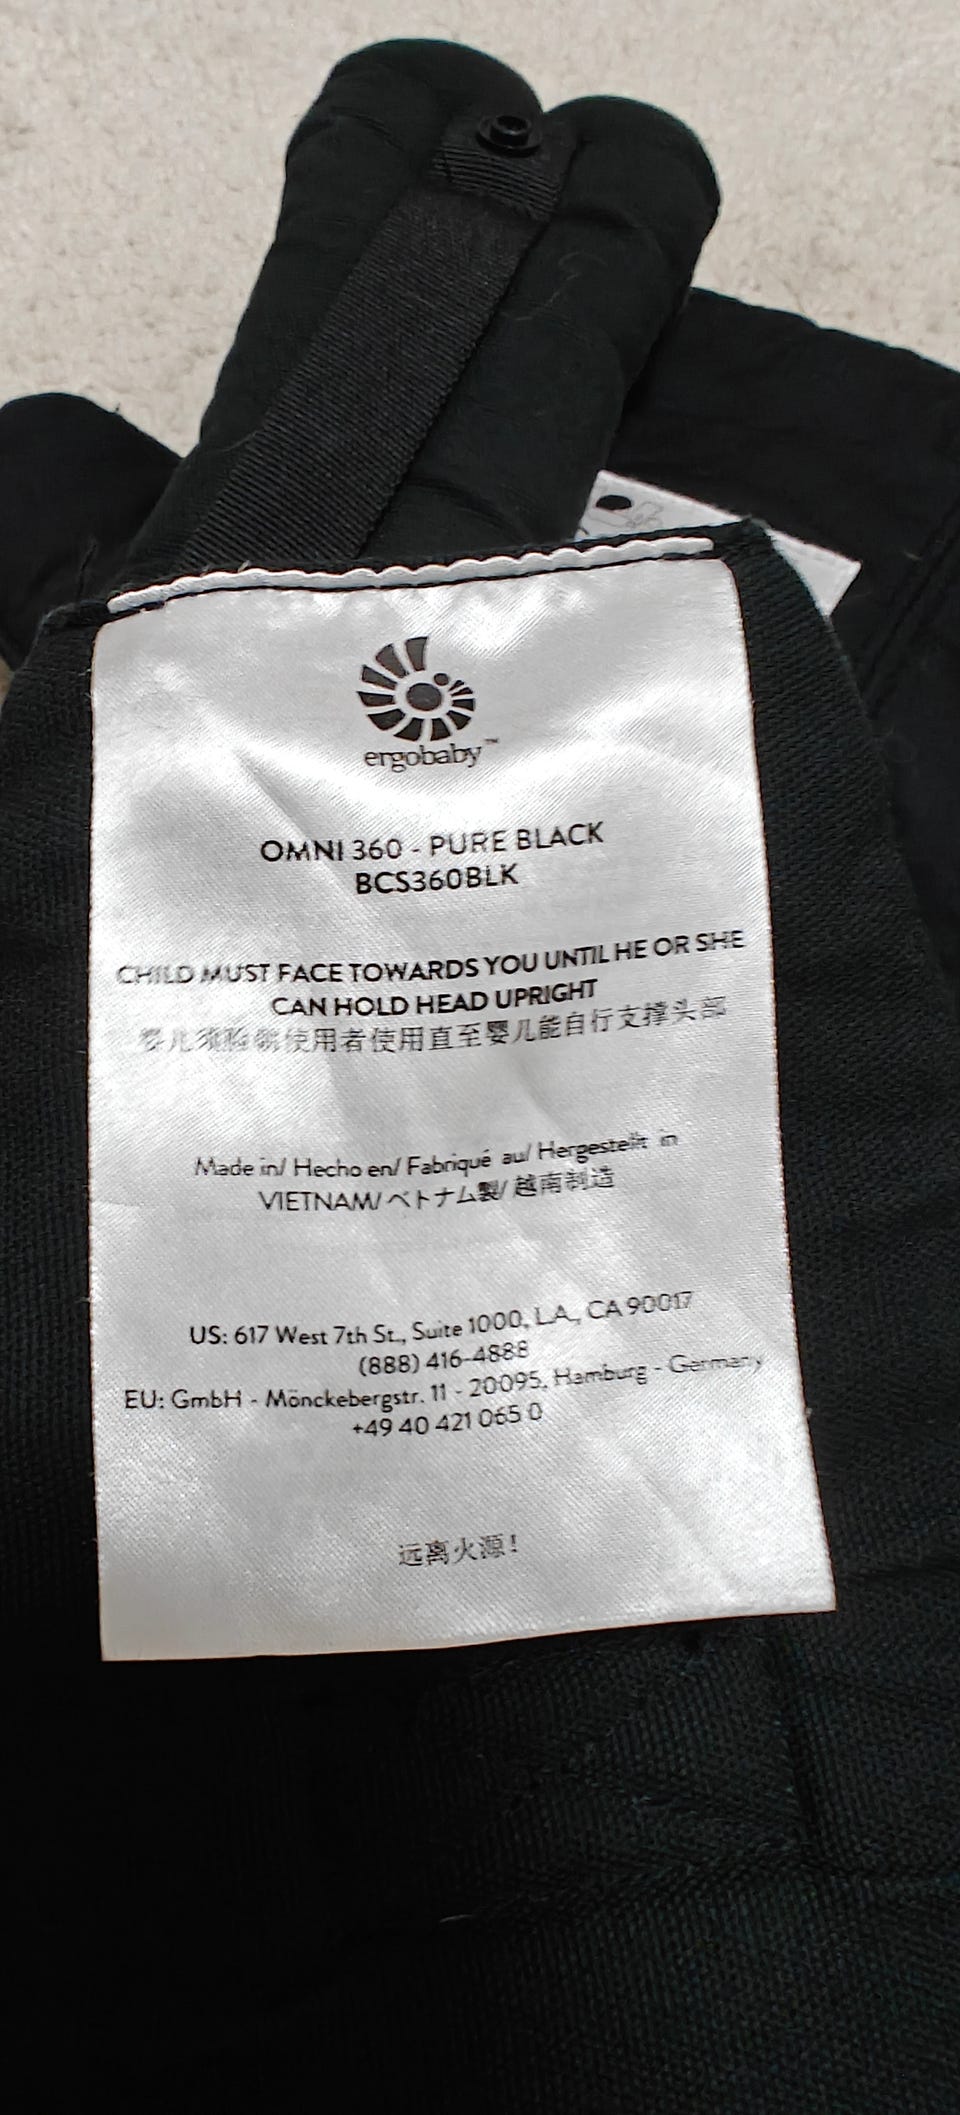 ergobaby™
OMNI 360 - PURE BLACK
BCS360BLK
CHILD MUST FACE TOWARDS YOU UNTIL HE OR SHE
CAN HOLD HEAD UPRIGHT
婴儿须脸朝使用者使用直至婴儿能自行支撑头部
Made in/ Hecho en/ Fabriqué au/ Hergestellt in
VIETNAM/ベトナム製/ 越南制造
US: 617 West 7th St., Suite 1000, L.A., CA 90017
(888) 416-4888
EU: GmbH - Mönckebergstr. 11 - 20095, Hamburg - Germany
+49 40 421 065 0
远离火源！